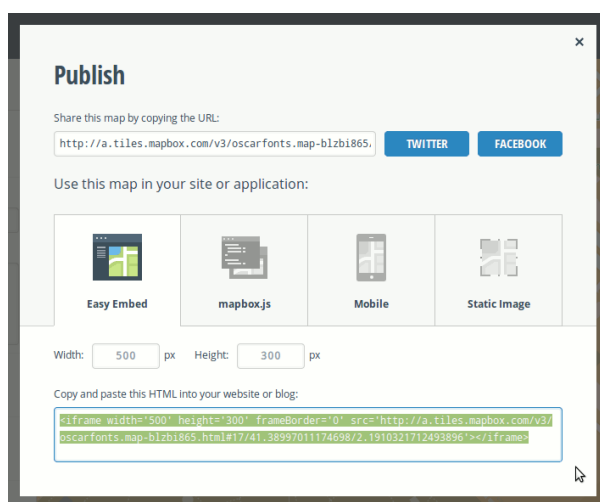 Publish
Share this map by copying the URL:
http://a.tiles.mapbox.com/v3/oscarfonts.map-blzbi865.
TWITTER
FACEBOOK
Use this map in your site or application:
Easy Embed
mapbox.js
Mobile
Static Image
Width: 500 px Height: 300 px
Copy and paste this HTML into your website or blog:
<iframe width='500' height='300' frameBorder='0' src='http://a.tiles.mapbox.com/v3/
oscarfonts.map-blzbi865.html#17/41.38997011174698/2.1910321712493896'></iframe>